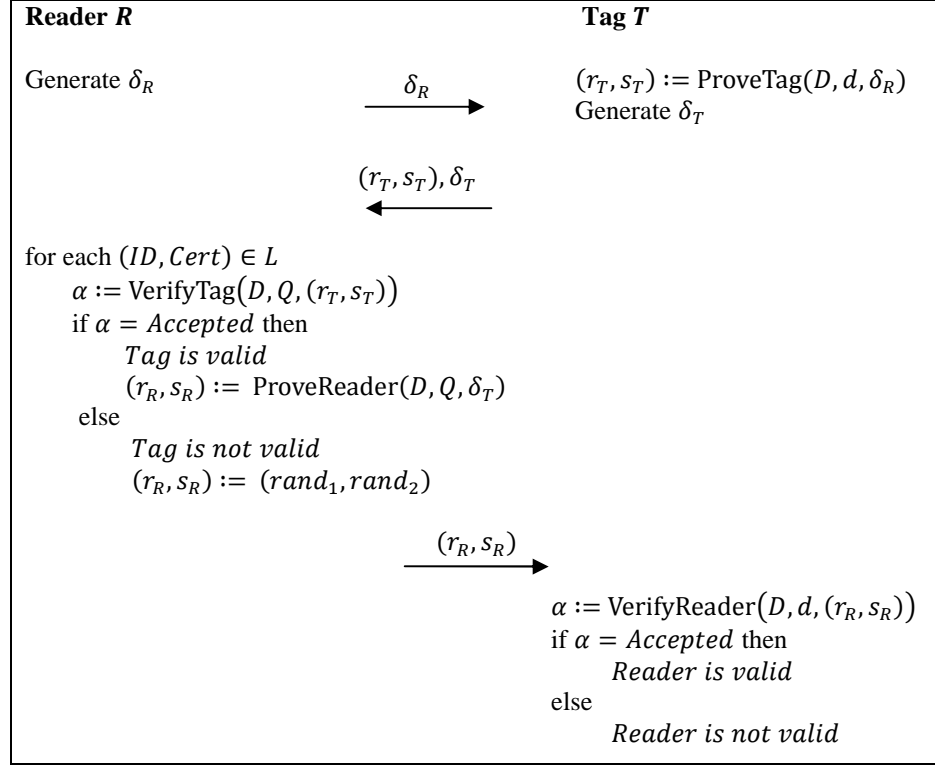 Reader R Tag T
Generate δ_R δ_R (r_T, s_T) := ProveTag(D, d, δ_R)
Generate δ_T
(r_T, s_T), δ_T
for each (ID, Cert) ∈ L
α := VerifyTag(D, Q, (r_T, s_T))
if α = Accepted then
Tag is valid
(r_R, s_R) := ProveReader(D, Q, δ_T)
else
Tag is not valid
(r_R, s_R) := (rand_1, rand_2)
(r_R, s_R)
α := VerifyReader(D, d, (r_R, s_R))
if α = Accepted then
Reader is valid
else
Reader is not valid